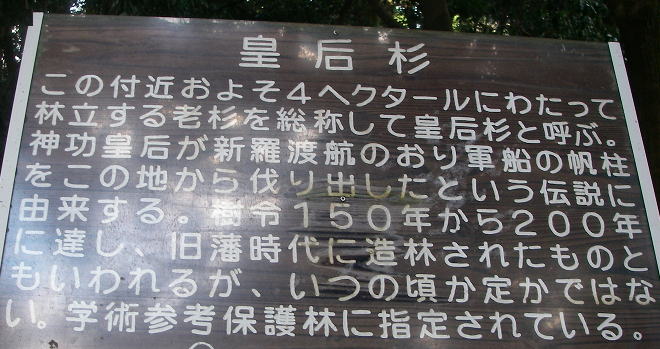 皇后杉
この付近およそ4ヘクタールにわたって
林立する老杉を総称して皇后杉と呼ぶ。
神功皇后が新羅渡航のおり軍船の帆柱
をこの地から伐り出したという伝説に
由来する。樹令150年から200年
に達し、旧藩時代に造林されたものと
もいわれるが、いつの頃か定かではな
い。学術参考保護林に指定されている。